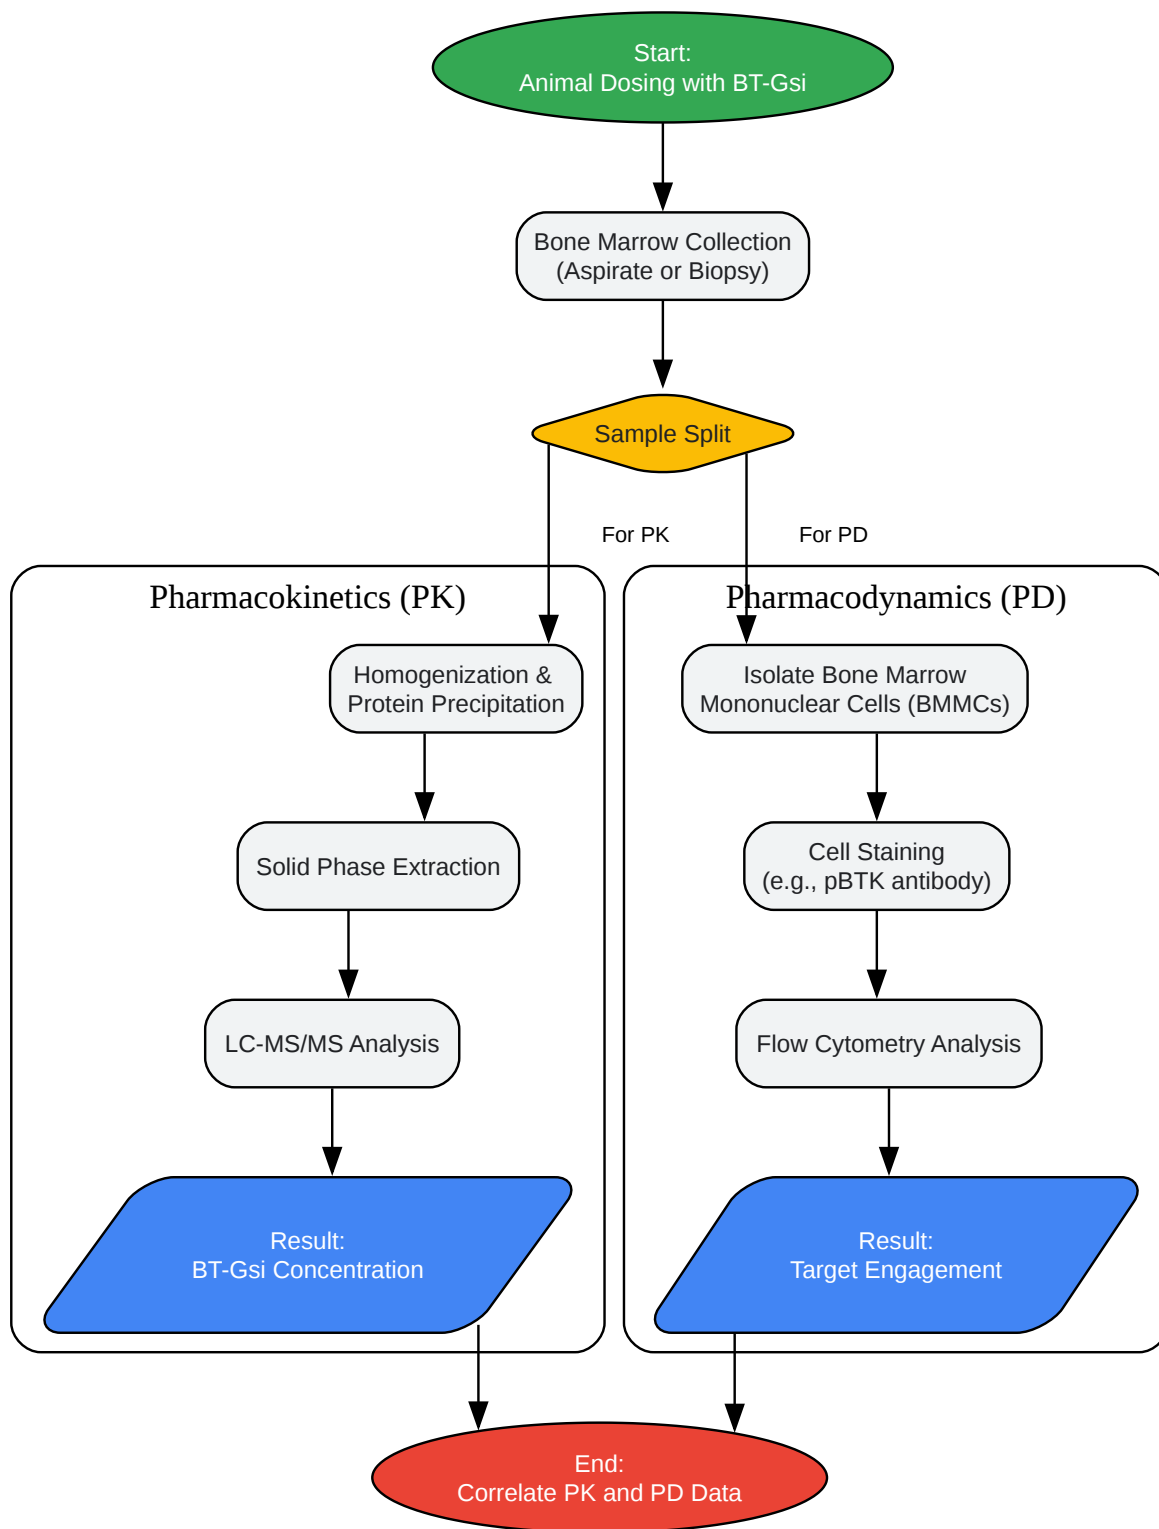 Start:
Animal Dosing with BT-Gsi
Bone Marrow Collection
(Aspirate or Biopsy)
Sample Split
For PK
For PD
Pharmacokinetics (PK)
Homogenization &
Protein Precipitation
Solid Phase Extraction
LC-MS/MS Analysis
Result:
BT-Gsi Concentration
Pharmacodynamics (PD)
Isolate Bone Marrow
Mononuclear Cells (BMMCs)
Cell Staining
(e.g., pBTK antibody)
Flow Cytometry Analysis
Result:
Target Engagement
End:
Correlate PK and PD Data